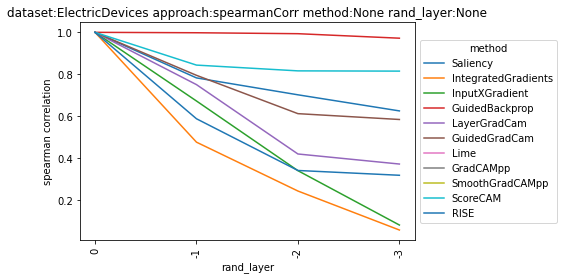 dataset:ElectricDevices approach:spearmanCorr method:None rand_layer:None
1.0
0.8
0.6
0.4
0.2
spearman correlation
0
-1
-2
-3
rand_layer
method
Saliency
IntegratedGradients
InputXGradient
GuidedBackprop
LayerGradCam
GuidedGradCam
Lime
GradCAMpp
SmoothGradCAMpp
ScoreCAM
RISE